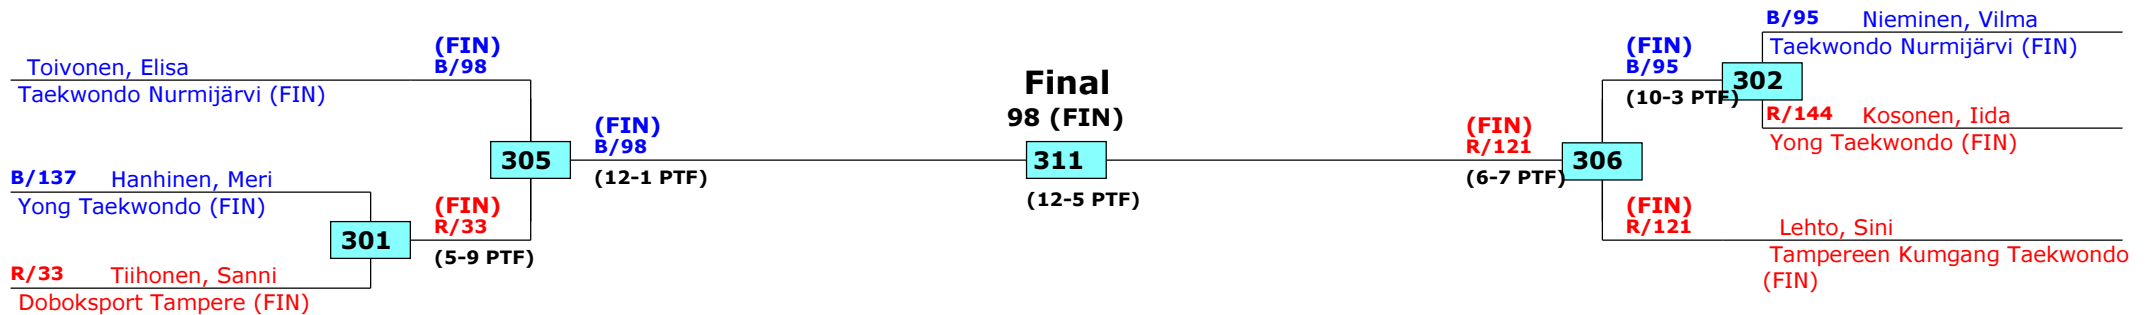 (FIN)
B/98
Toivonen, Elisa
Taekwondo Nurmijärvi (FIN)
305
(FIN)
B/98
(12-1 PTF)
B/137 Hanhinen, Meri
Yong Taekwondo (FIN)
301
(FIN)
R/33
(5-9 PTF)
R/33 Tiihonen, Sanni
Doboksport Tampere (FIN)
Final
98 (FIN)
311
(12-5 PTF)
(FIN)
R/121
(6-7 PTF)
306
(FIN)
B/95
(10-3 PTF)
302
B/95 Nieminen, Vilma
Taekwondo Nurmijärvi (FIN)
R/144 Kosonen, Iida
Yong Taekwondo (FIN)
(FIN)
R/121
Lehto, Sini
Tampereen Kumgang Taekwondo
(FIN)